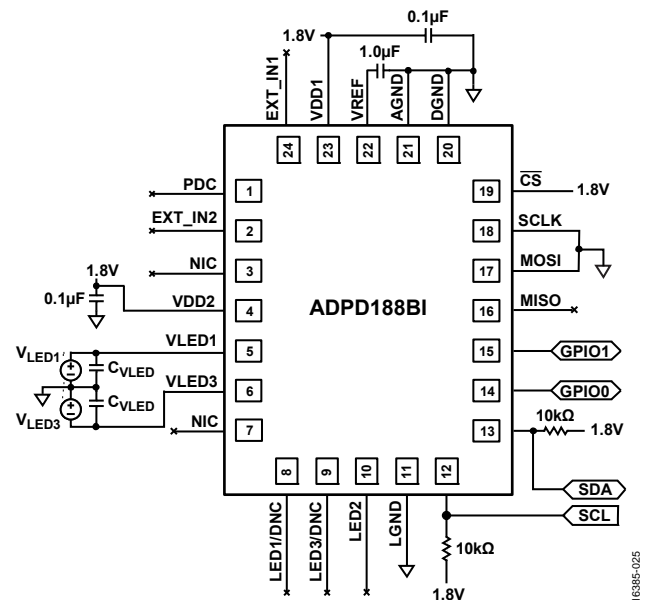 0.1µF
1.8V
1.0µF
EXT_IN1
VDD1
VREF
AGND
DGND
24
23
22
21
20
PDC
1
19
CS
1.8V
EXT_IN2
2
18
SCLK
NIC
3
17
MOSI
1.8V
0.1µF
VDD2
4
ADPD188BI
16
MISO
VLED1
5
15
GPIO1
VLED1
CVLED
VLED3
6
14
GPIO0
CVLED
VLED3
NIC
7
13
10kΩ
1.8V
8
9
10
11
12
SDA
SCL
LED1/DNC
LED3/DNC
LED2
LGND
10kΩ
1.8V
16385-025